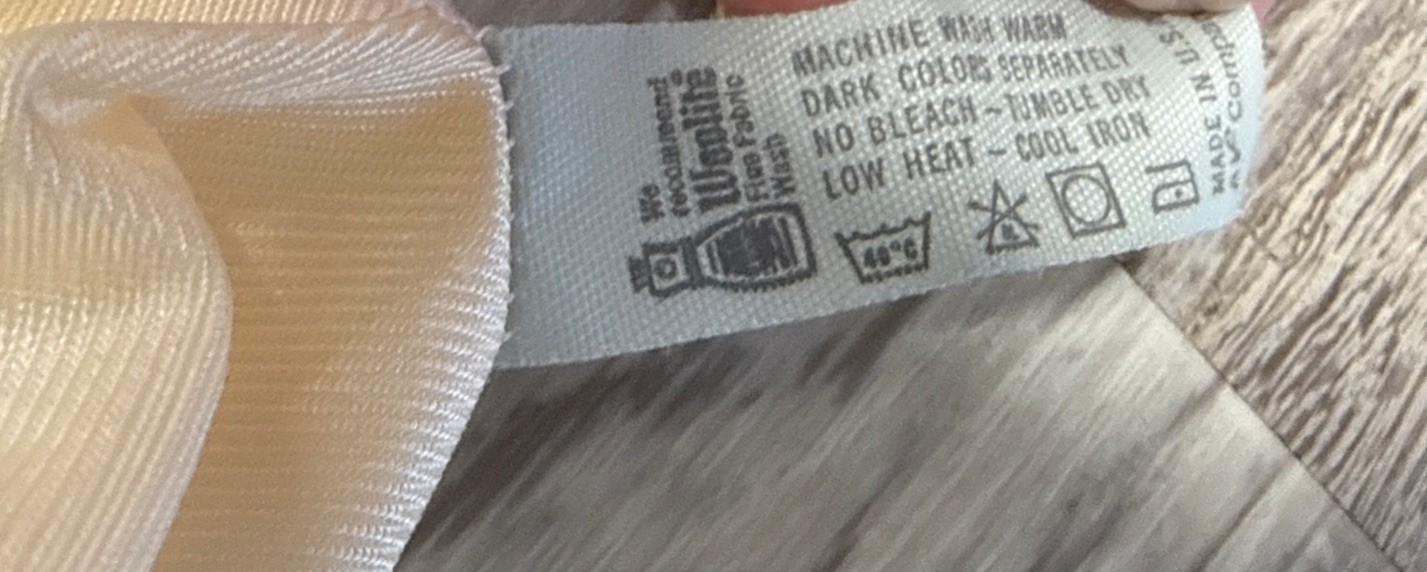 We
recommend
Woolite®
Fine Fabric
Wash
MACHINE WASH WARM
DARK COLORS SEPARATELY
NO BLEACH ~ TUMBLE DRY
LOW HEAT ~ COOL IRON
40°C
MADE IN U.S.